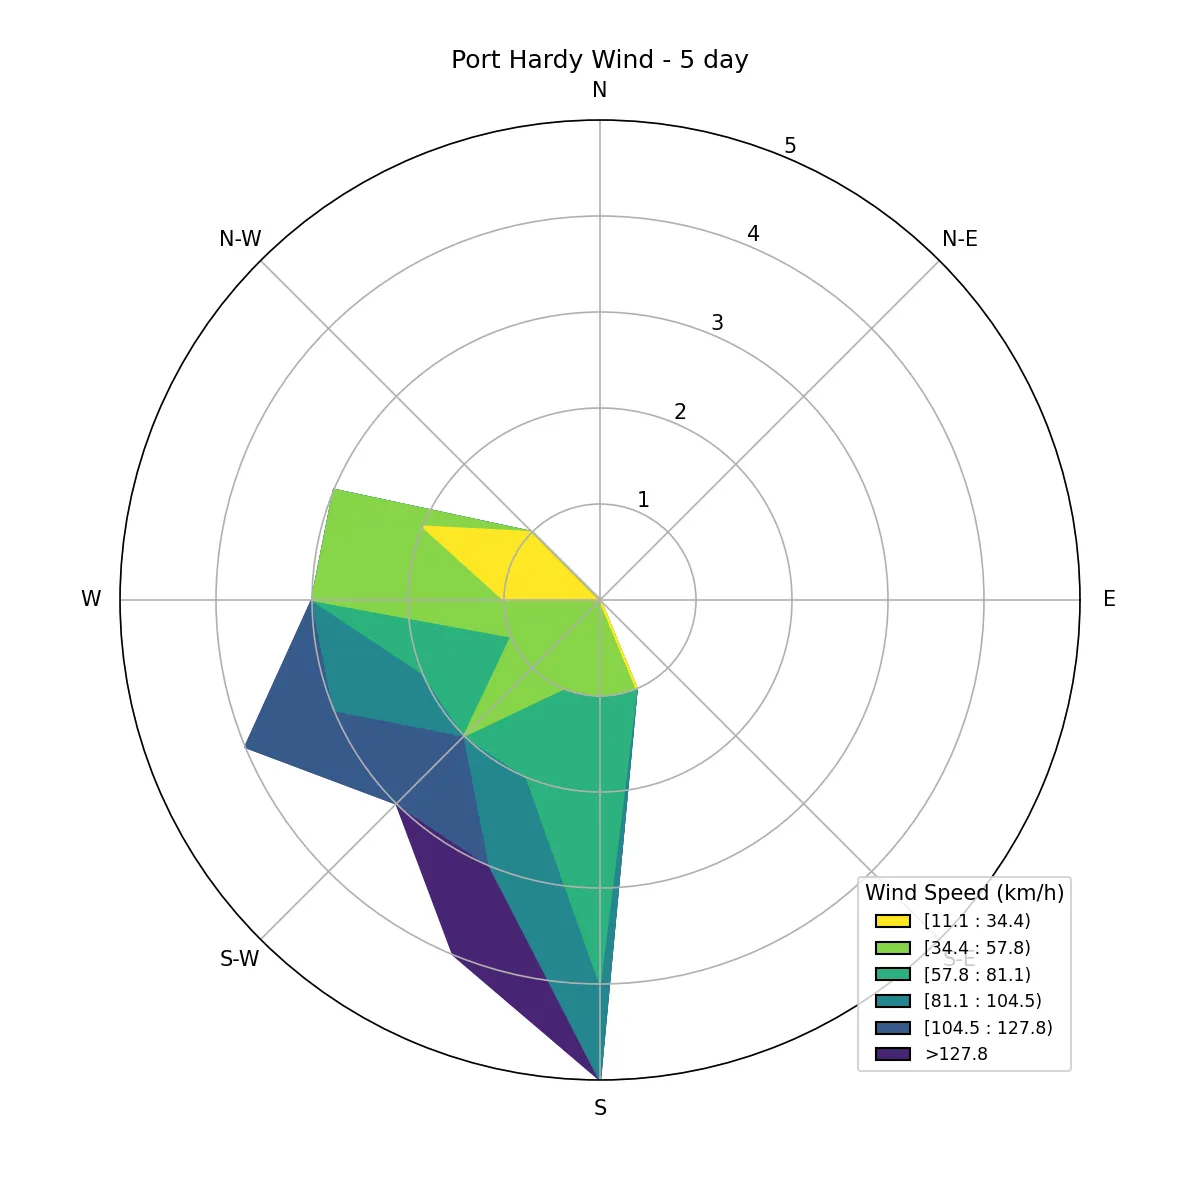 Port Hardy Wind - 5 day
N
5
N-W
4
N-E
3
2
1
W
E
Wind Speed (km/h)
[11.1 : 34.4)
[34.4 : 57.8)
S-W
S-E
[57.8 : 81.1)
[81.1 : 104.5)
[104.5 : 127.8)
>127.8
S